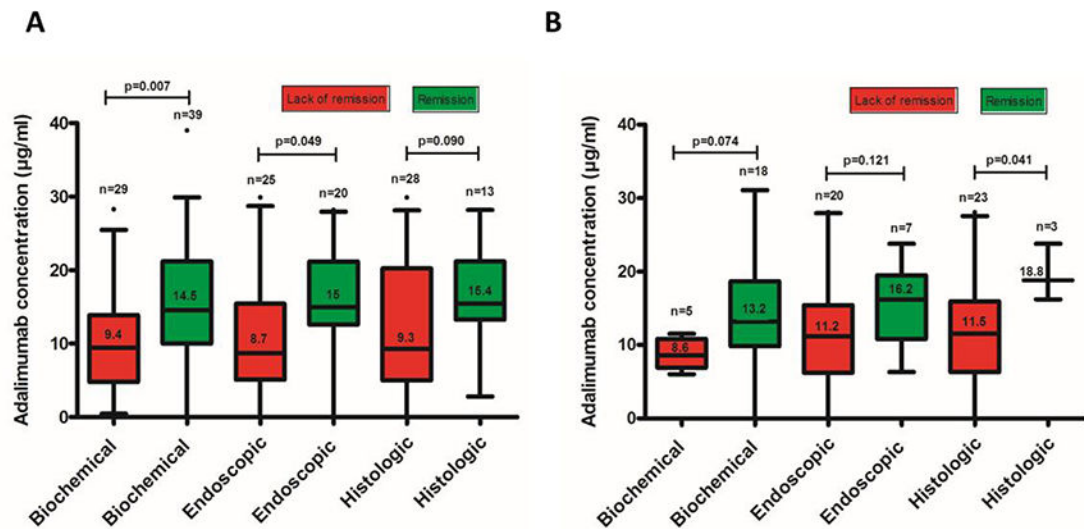 A
p=0.007
Lack of remission
Remission
n=39
p=0.049
p=0.090
n=29
n=25
n=20
n=28
n=13
Adalimumab concentration (µg/ml)
40
30
20
10
0
9.4
14.5
8.7
15
9.3
15.4
Biochemical
Biochemical
Endoscopic
Endoscopic
Histologic
Histologic
B
Lack of remission
Remission
p=0.074
p=0.121
p=0.041
n=18
n=20
n=7
n=23
n=3
n=5
Adalimumab concentration (µg/ml)
40
30
20
10
0
8.6
13.2
11.2
16.2
11.5
18.8
Biochemical
Biochemical
Endoscopic
Endoscopic
Histologic
Histologic